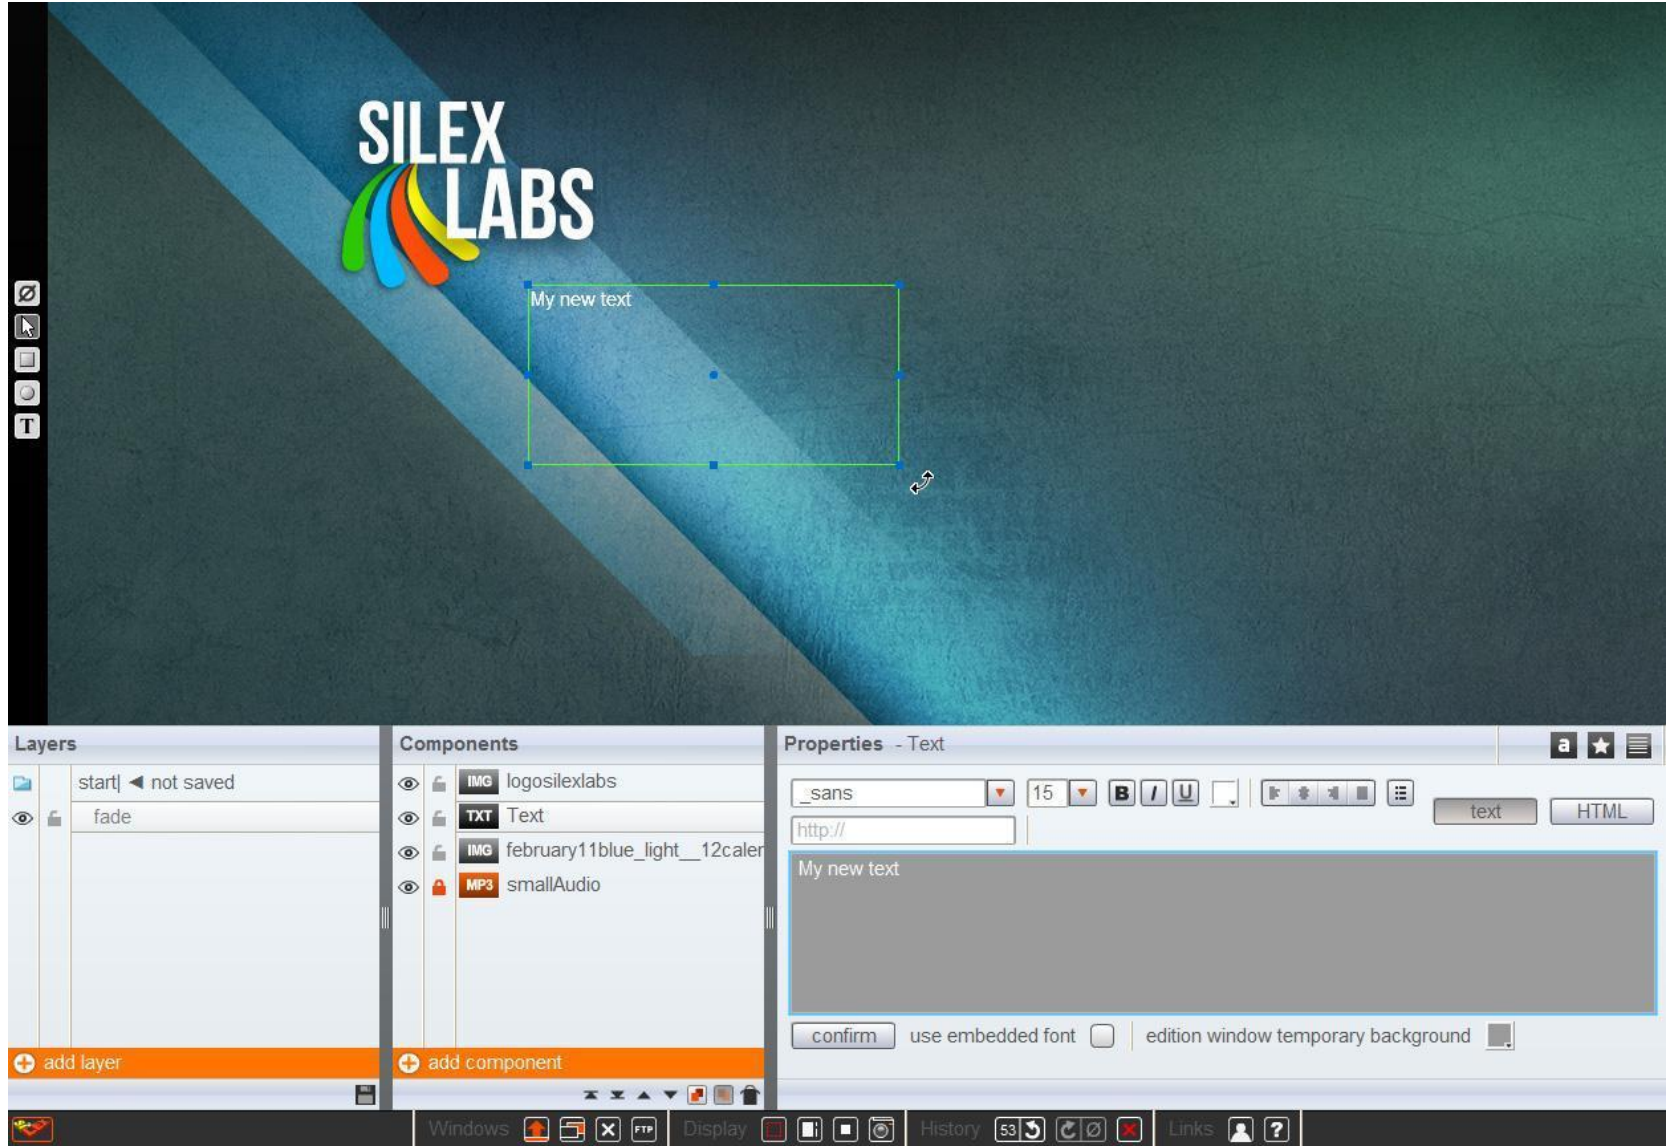 SILEX
LABS
My new text
T
Layers
start| ◄ not saved
fade
add layer
Components
IMG logosilexlabs
TXT Text
IMG february11blue_light__12caler
MP3 smallAudio
add component
Properties - Text
a
_sans 15 B I U
text HTML
http://
My new text
confirm use embedded font edition window temporary background
Windows FTP Display History 53 Links ?